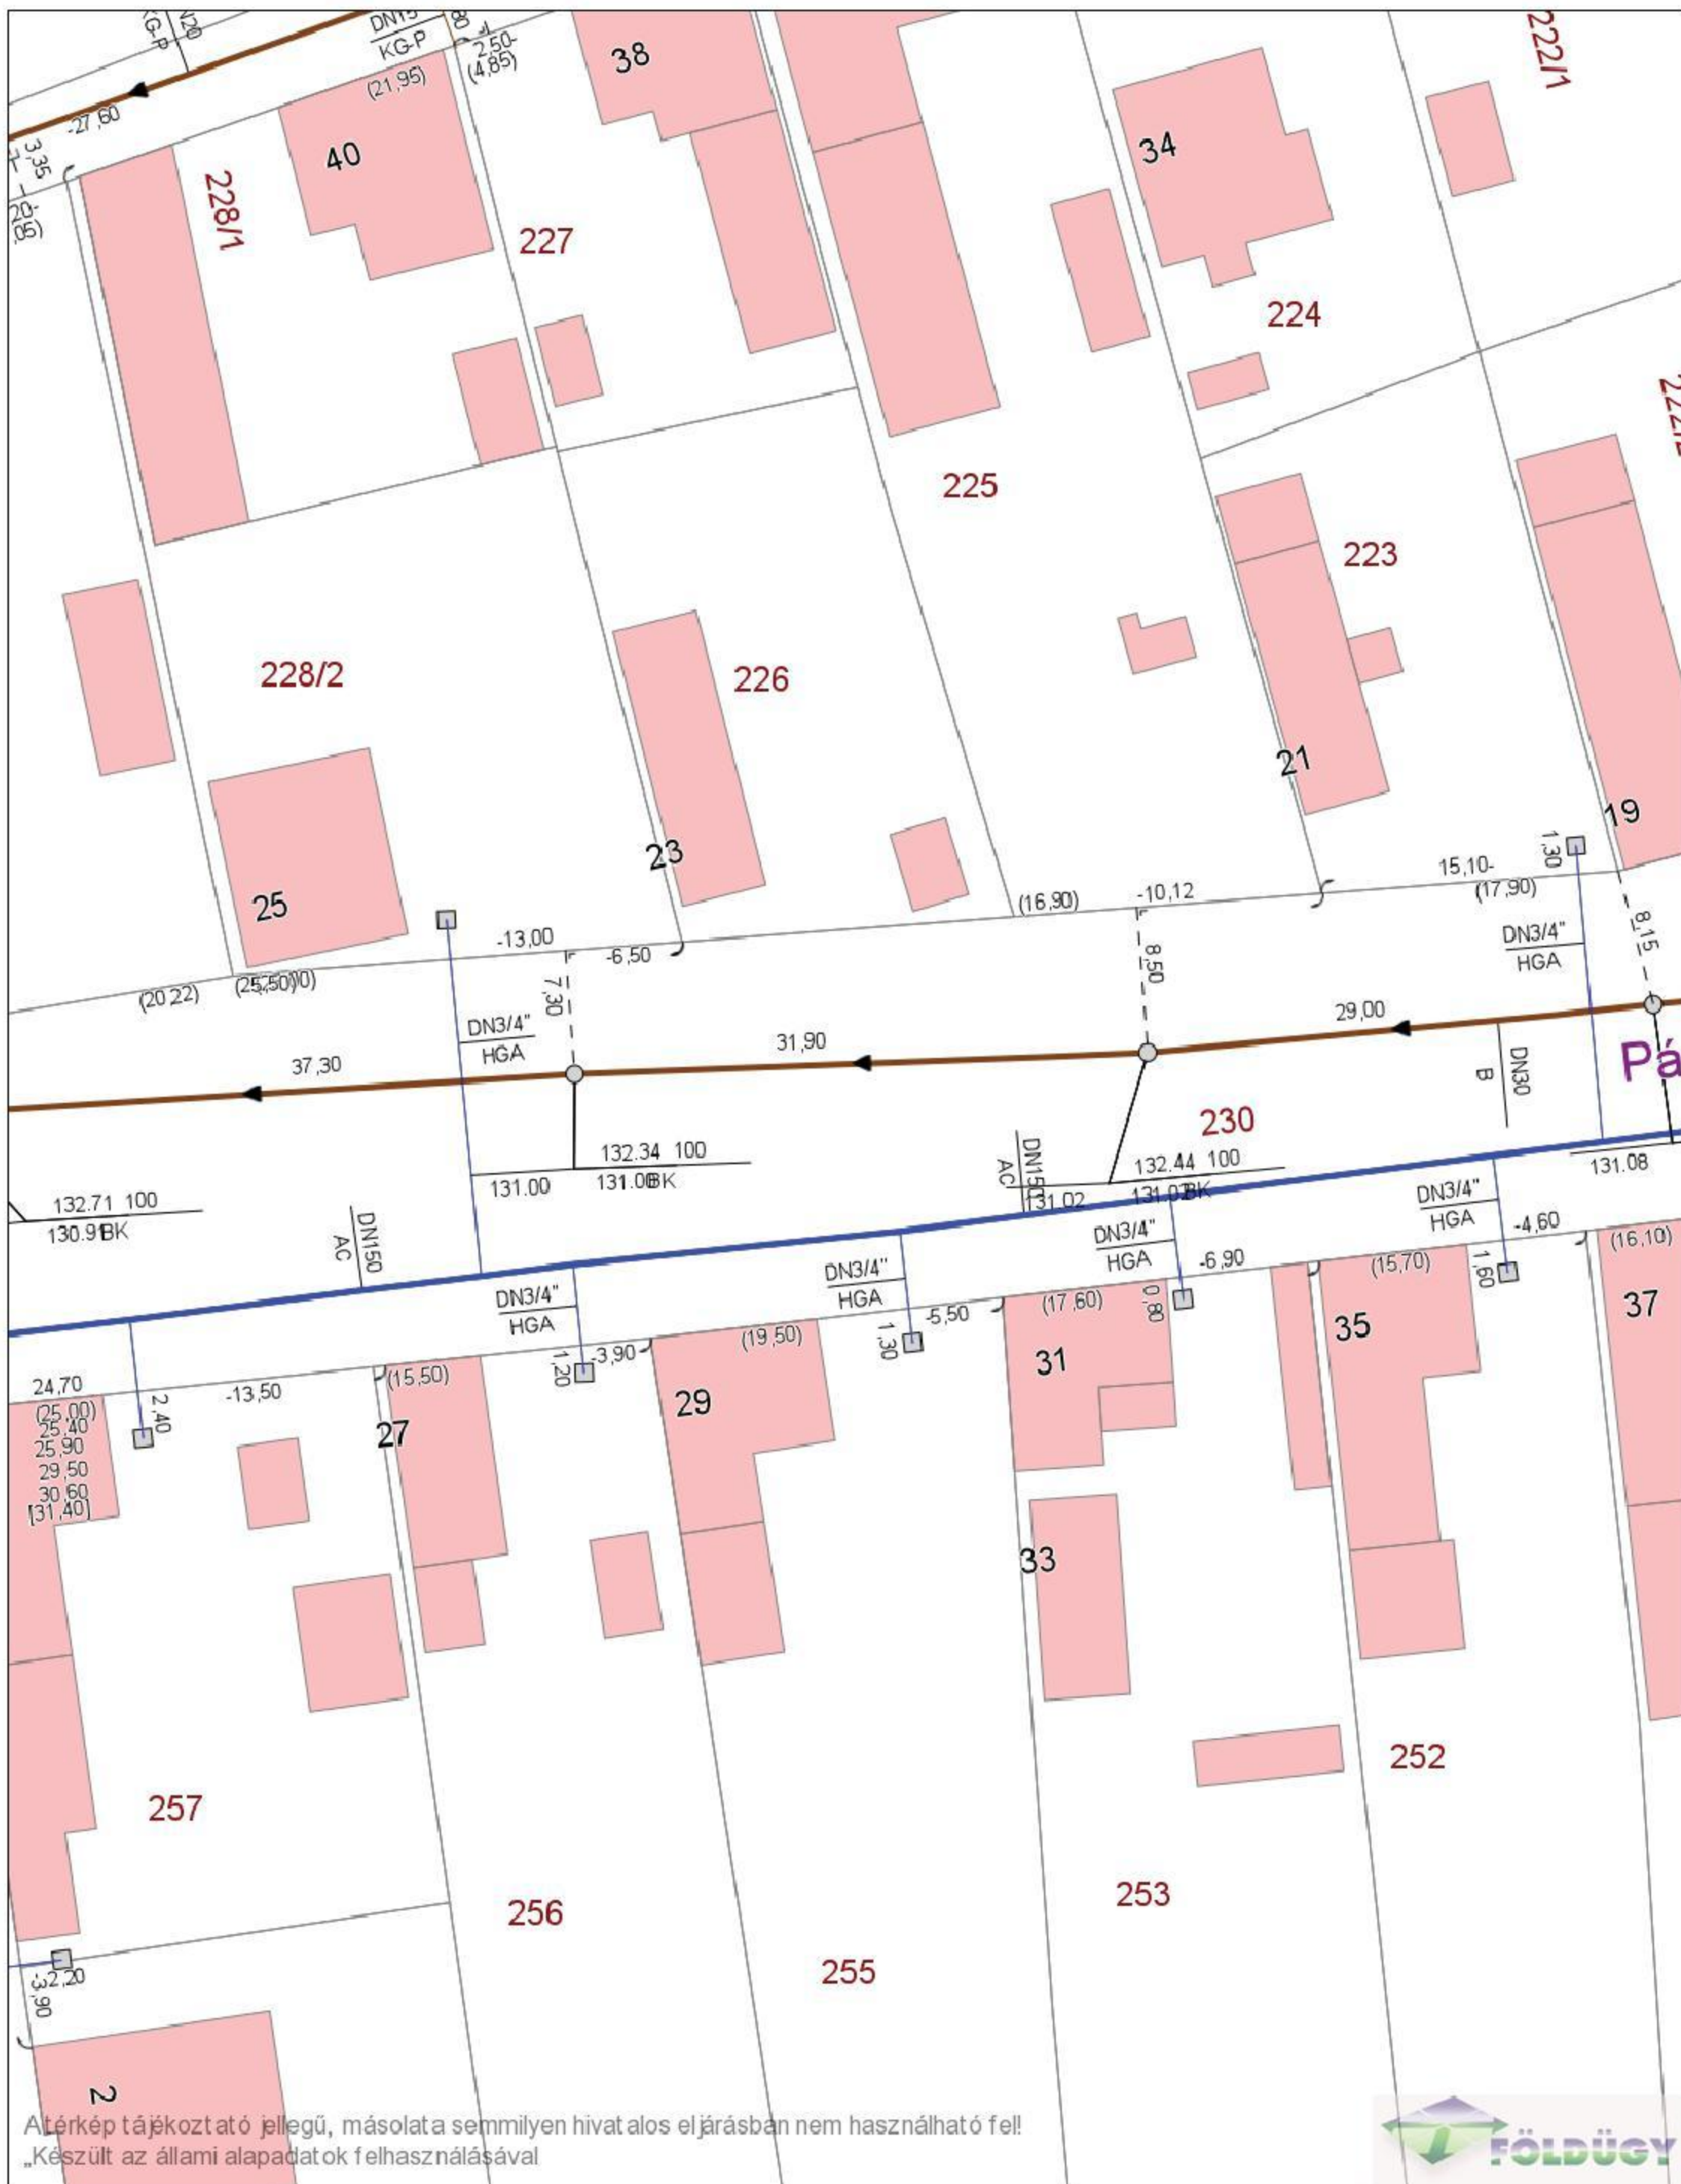 DN15
KG-P
80
2,50-
(4,85)
38
222/1
KG-P
(21,95)
-27,60
3,35
40
34
228/1
227
224
225
223
228/2
226
21
19
23
25
15,10-
(17,90)
1,30
-10,12
(16,90)
-13,00
-6,50
8,15
8,50
7,30
DN3/4"
HGA
(20,22)
DN3/4"
HGA
29,00
31,90
37,30
Pá
DN30
B
230
132.34 100
131.00
BK
DN150
AC
132.44 100
131.02
BK
131.08
132.71 100
130.91
BK
DN150
AC
DN3/4"
HGA
-4,60
(16,10)
DN3/4"
HGA
-6,90
(15,70)
1,60
DN3/4"
HGA
DN3/4"
HGA
0,80
(17,60)
-5,50
1,30
(19,50)
-3,90
1,20
37
35
31
29
27
(15,50)
-13,50
24,70
(25,00)
25,40
25,90
29,50
30,60
[31,40]
2,40
33
252
257
253
256
255
-3,90
2,20
2
A térkép tájékoztató jellegű, másolata semmilyen hivatalos eljárásban nem használható fel!
„Készült az állami alapadatok felhasználásával
FÖLDÜGY